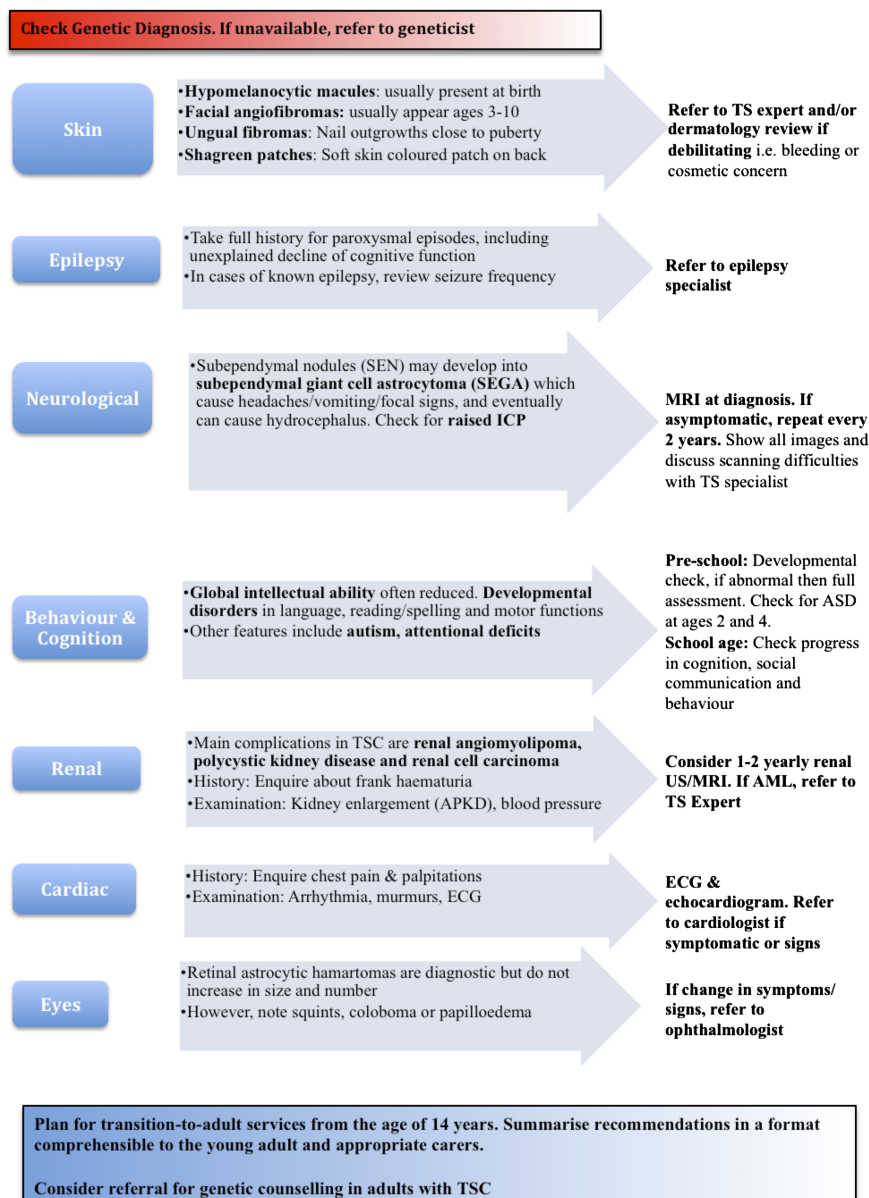 Check Genetic Diagnosis. If unavailable, refer to geneticist
Skin
•Hypomelanocytic macules: usually present at birth
•Facial angiofibromas: usually appear ages 3-10
•Ungual fibromas: Nail outgrowths close to puberty
•Shagreen patches: Soft skin coloured patch on back
Refer to TS expert and/or
dermatology review if
debilitating i.e. bleeding or
cosmetic concern
Epilepsy
•Take full history for paroxysmal episodes, including
unexplained decline of cognitive function
•In cases of known epilepsy, review seizure frequency
Refer to epilepsy
specialist
Neurological
•Subependymal nodules (SEN) may develop into
subependymal giant cell astrocytoma (SEGA) which
cause headaches/vomiting/focal signs, and eventually
can cause hydrocephalus. Check for raised ICP
MRI at diagnosis. If
asymptomatic, repeat every
2 years. Show all images and
discuss scanning difficulties
with TS specialist
Behaviour &
Cognition
•Global intellectual ability often reduced. Developmental
disorders in language, reading/spelling and motor functions
•Other features include autism, attentional deficits
Pre-school: Developmental
check, if abnormal then full
assessment. Check for ASD
at ages 2 and 4.
School age: Check progress
in cognition, social
communication and
behaviour
Renal
•Main complications in TSC are renal angiomyolipoma,
polycystic kidney disease and renal cell carcinoma
•History: Enquire about frank haematuria
•Examination: Kidney enlargement (APKD), blood pressure
Consider 1-2 yearly renal
US/MRI. If AML, refer to
TS Expert
Cardiac
•History: Enquire chest pain & palpitations
•Examination: Arrhythmia, murmurs, ECG
ECG &
echocardiogram. Refer
to cardiologist if
symptomatic or signs
Eyes
•Retinal astrocytic hamartomas are diagnostic but do not
increase in size and number
•However, note squints, coloboma or papilloedema
If change in symptoms/
signs, refer to
ophthalmologist
Plan for transition-to-adult services from the age of 14 years. Summarise recommendations in a format
comprehensible to the young adult and appropriate carers.
Consider referral for genetic counselling in adults with TSC